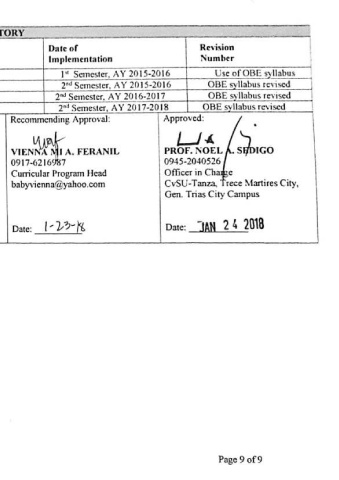 TORY
Date of
Implementation
Revision
Number
1st Semester, AY 2015-2016 Use of OBE syllabus
2nd Semester, AY 2015-2016 OBE syllabus revised
2nd Semester, AY 2016-2017 OBE syllabus revised
2nd Semester, AY 2017-2018 OBE syllabus revised
Recommending Approval:
VIENNA MI A. FERANIL
0917-6216987
Curricular Program Head
babyvienna@yahoo.com
Date: 1-23-18
Approved:
PROF. NOEL A. SEDIGO
0945-2040526
Officer in Charge
CvSU-Tanza, Trece Martires City,
Gen. Trias City Campus
Date: JAN 24 2018
Page 9 of 9